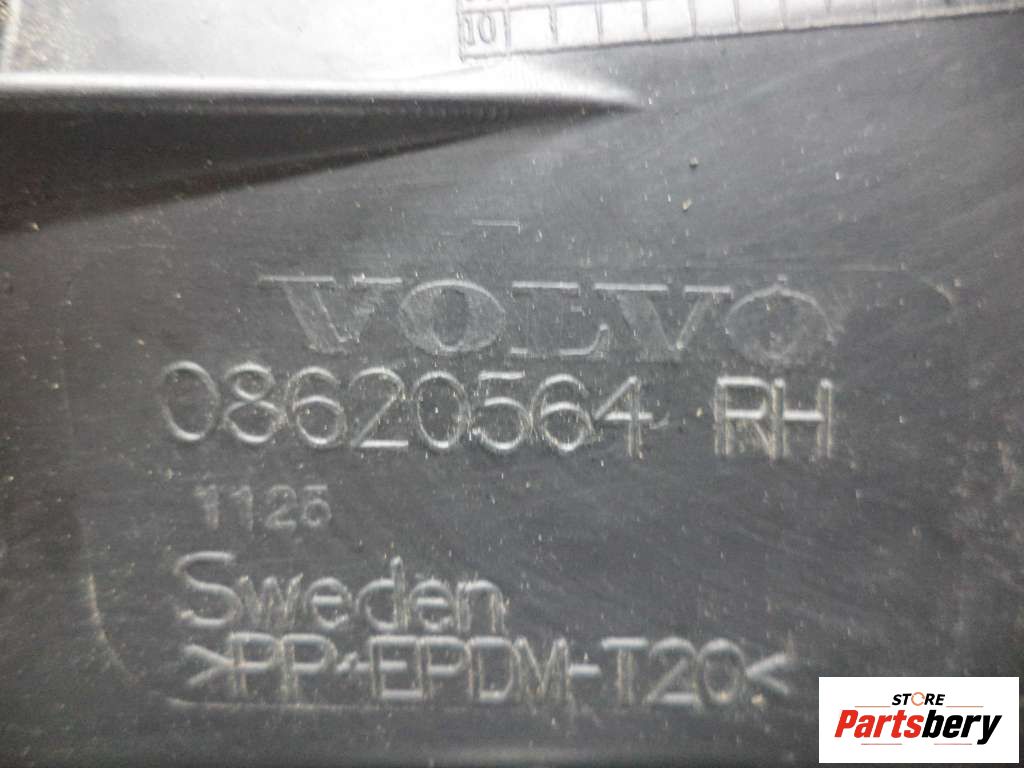 10
VOLVO
08620564 RH
1125
Sweden
>PP+EPDM-T20<
STORE
Partsbery